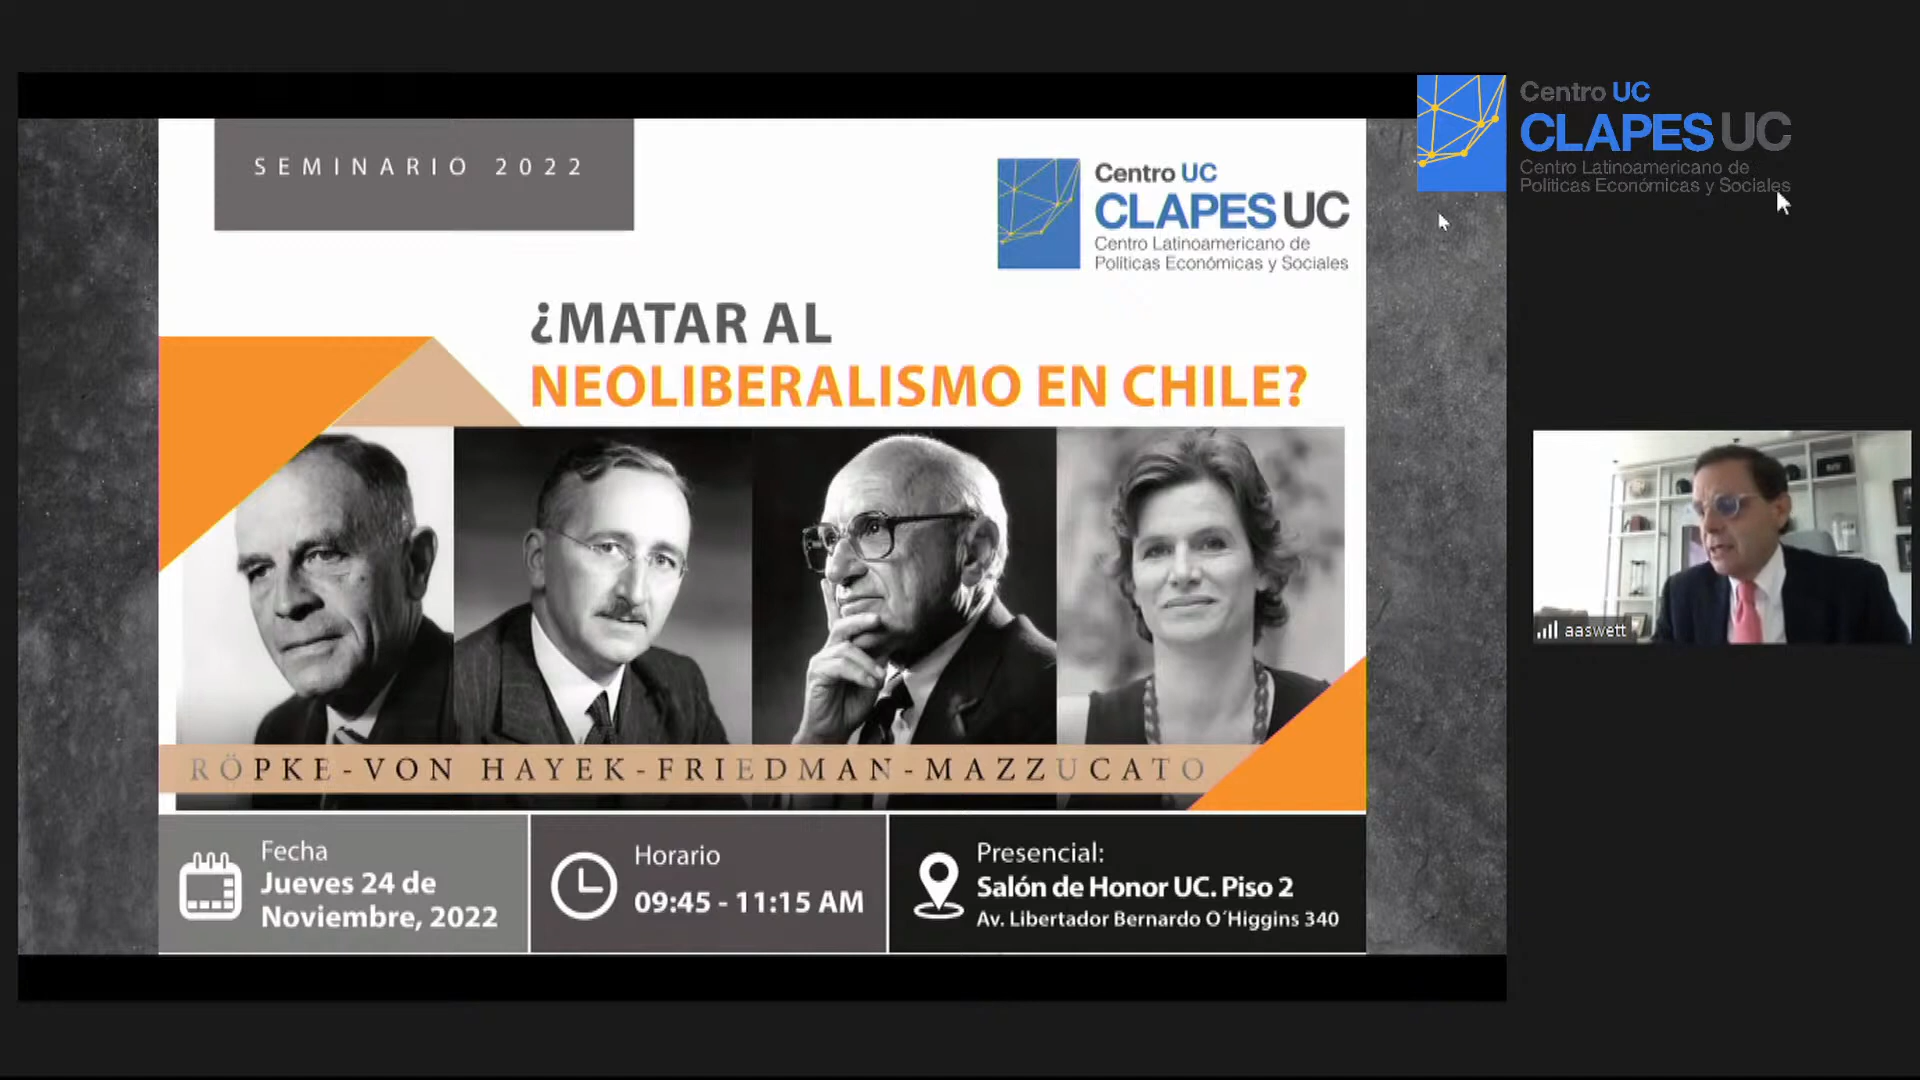 SEMINARIO 2022
Centro UC
CLAPES UC
Centro Latinoamericano de
Políticas Económicas y Sociales
¿MATAR AL
NEOLIBERALISMO EN CHILE?
RÖPKE-VON HAYEK-FRIEDMAN-MAZZUCATO
Fecha
Jueves 24 de
Noviembre, 2022
Horario
09:45 - 11:15 AM
Presencial:
Salón de Honor UC. Piso 2
Av. Libertador Bernardo O´Higgins 340
Centro UC
CLAPES UC
Centro Latinoamericano de
Políticas Económicas y Sociales
aaswett